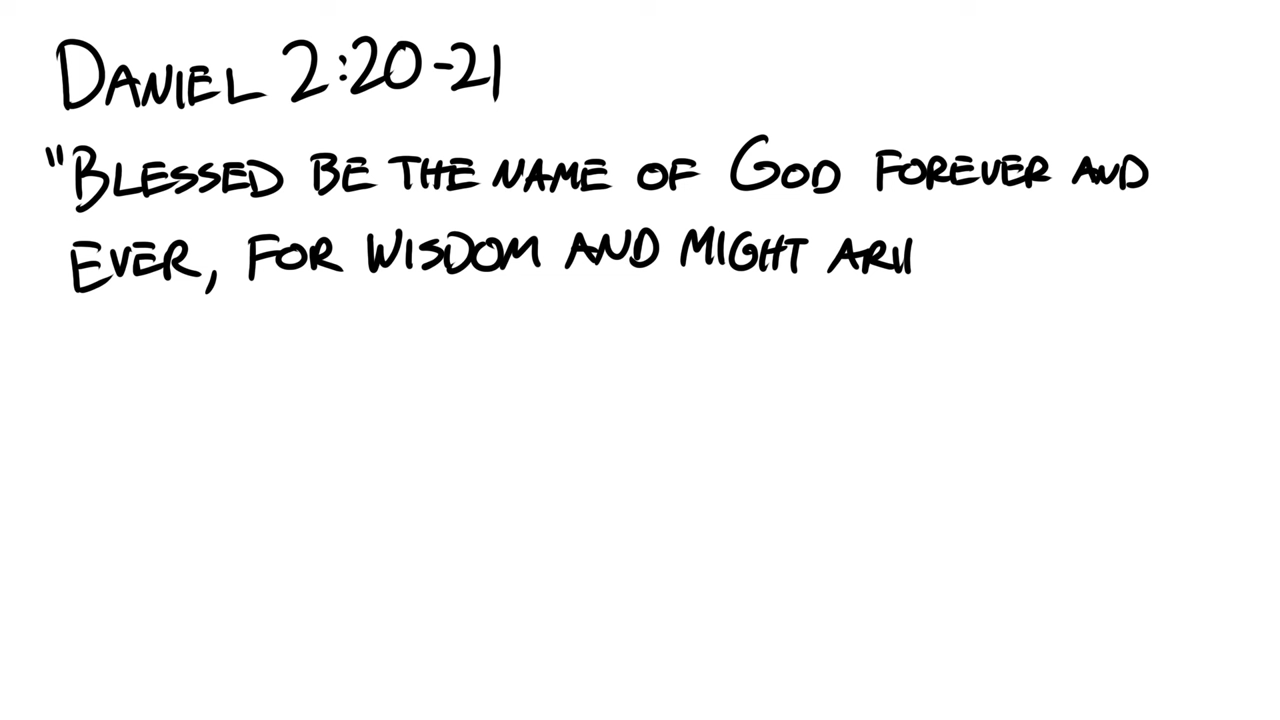 Daniel 2:20-21
"Blessed be the name of God forever and
ever, for wisdom and might